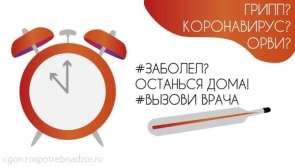 ГРИПП?
КОРОНАВИРУС?
ОРВИ?
#ЗАБОЛЕЛ?
ОСТАНЬСЯ ДОМА!
#ВЫЗОВИ ВРАЧА
cgon.rospotrebnadzor.ru